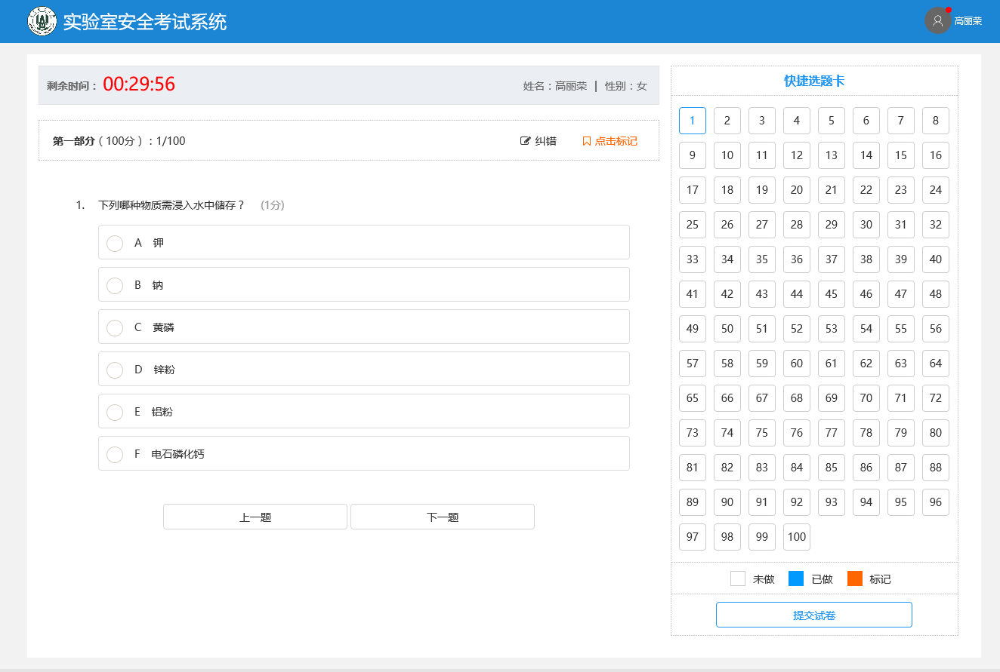 实验室安全考试系统
高丽荣
剩余时间： 00:29:56
姓名：高丽荣 | 性别：女
第一部分（100分）：1/100
纠错 点击标记
1. 下列哪种物质需浸入水中储存？ (1分)
A 钾
B 钠
C 黄磷
D 锌粉
E 铝粉
F 电石磷化钙
上一题 下一题
快捷选题卡
1 2 3 4 5 6 7 8
9 10 11 12 13 14 15 16
17 18 19 20 21 22 23 24
25 26 27 28 29 30 31 32
33 34 35 36 37 38 39 40
41 42 43 44 45 46 47 48
49 50 51 52 53 54 55 56
57 58 59 60 61 62 63 64
65 66 67 68 69 70 71 72
73 74 75 76 77 78 79 80
81 82 83 84 85 86 87 88
89 90 91 92 93 94 95 96
97 98 99 100
未做 已做 标记
提交试卷